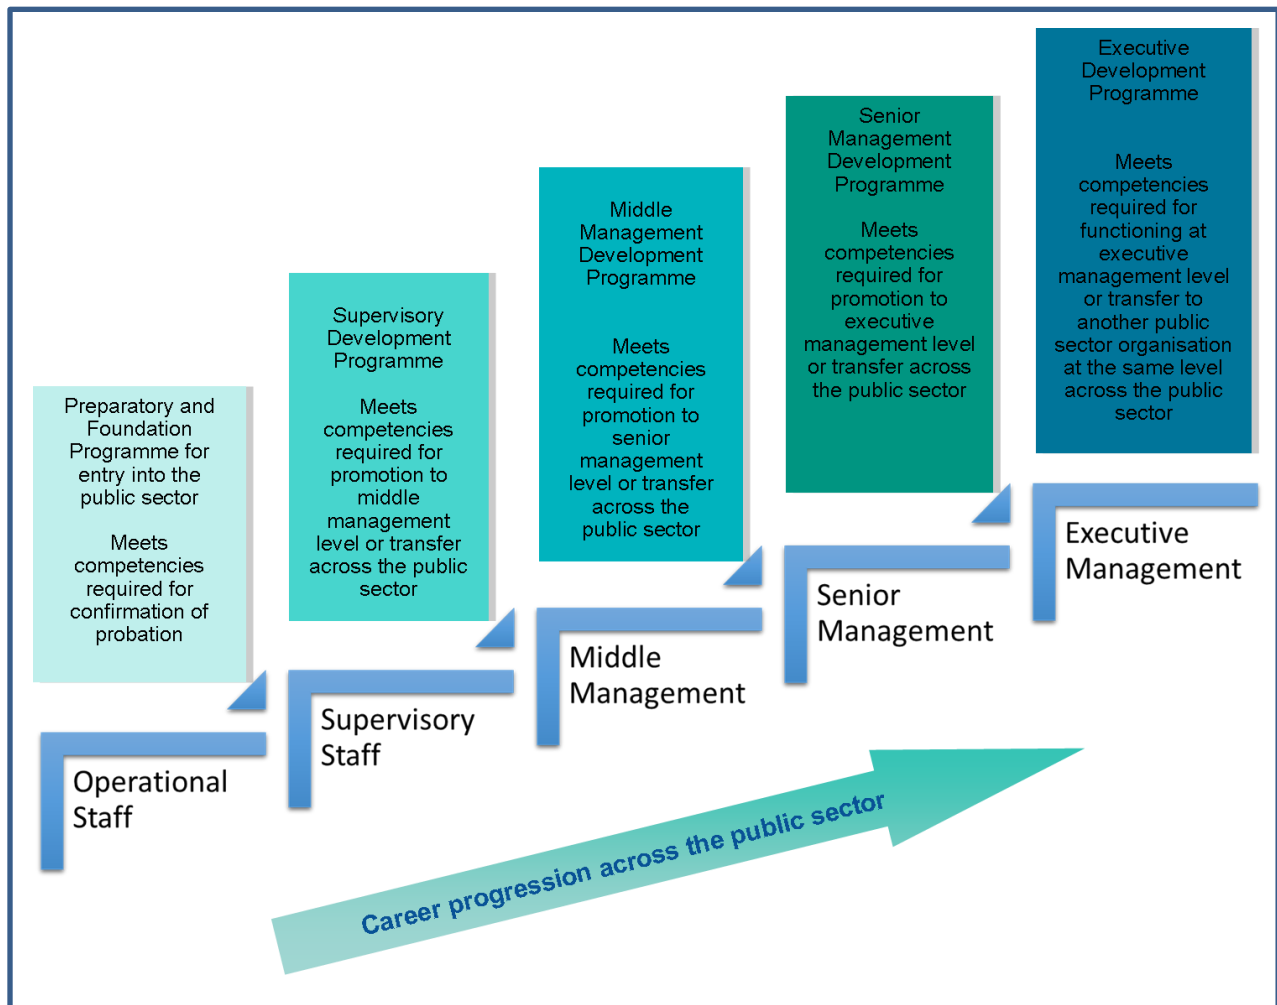 Preparatory and
Foundation
Programme for
entry into the
public sector
Meets
competencies
required for
confirmation of
probation
Operational
Staff
Supervisory
Development
Programme
Meets
competencies
required for
promotion to
middle
management
level or transfer
across the public
sector
Supervisory
Staff
Middle
Management
Development
Programme
Meets
competencies
required for
promotion to
senior
management
level or transfer
across the
public sector
Middle
Management
Senior
Management
Development
Programme
Meets
competencies
required for
promotion to
executive
management level
or transfer across
the public sector
Senior
Management
Executive
Development
Programme
Meets
competencies
required for
functioning at
executive
management level
or transfer to
another public
sector organisation
at the same level
across the public
sector
Executive
Management
Career progression across the public sector